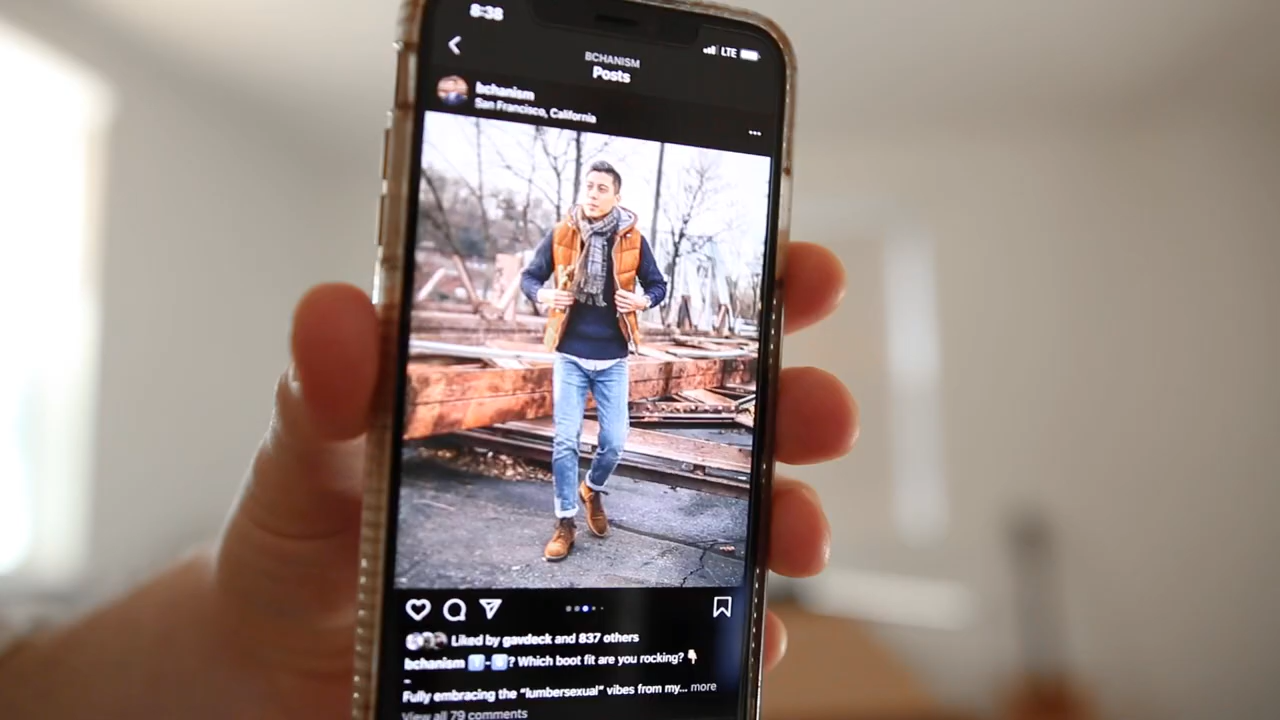 8:38
LTE
BCHANISM
Posts
bchanism
San Francisco, California
Liked by gavdeck and 837 others
bchanism 1️⃣-? Which boot fit are you rocking? 👇🏻
-
Fully embracing the “lumbersexual” vibes from my... more
View all 79 comments